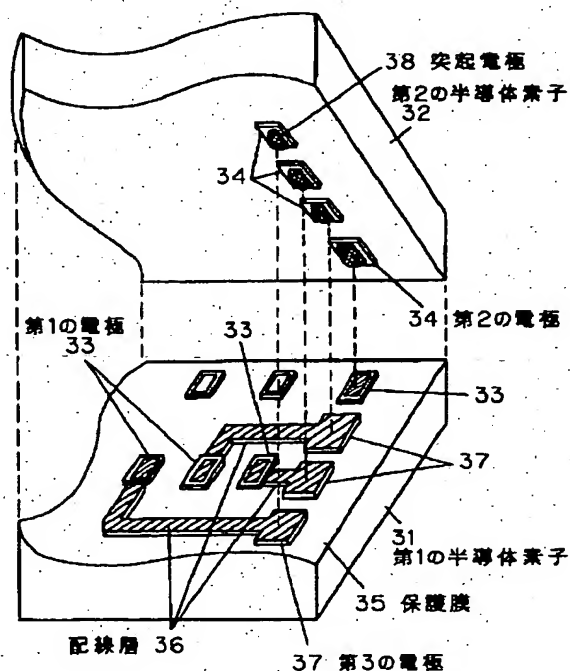 38 突起電極
第2の半導体素子
32
34
34 第2の電極
第1の電極
33
33
33
37
31
第1の半導体素子
35 保護膜
配線層 36
37 第3の電極